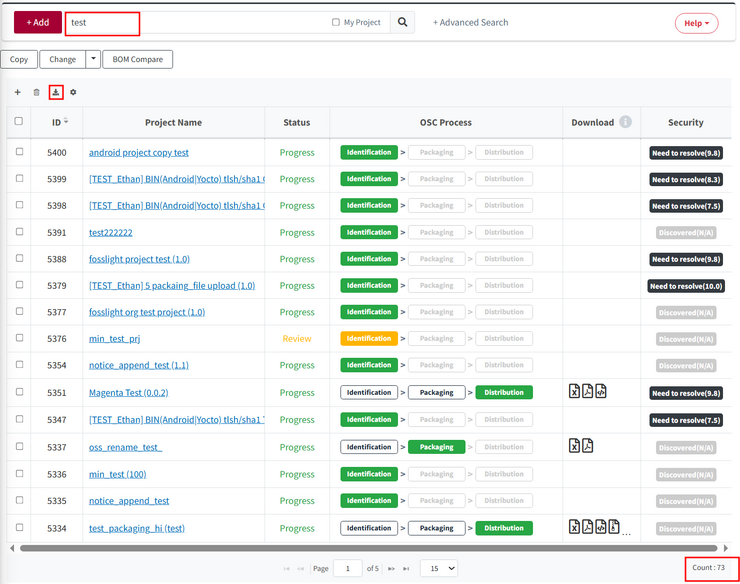 + Add test My Project + Advanced Search Help
Copy Change BOM Compare
ID Project Name Status OSC Process Download i Security
5400 android project copy test Progress Identification > Packaging > Distribution Need to resolve(9.8)
5399 [TEST_Ethan] BIN(Android|Yocto) tlsh/sha1 Progress Identification > Packaging > Distribution Need to resolve(8.3)
5398 [TEST_Ethan] BIN(Android|Yocto) tlsh/sha1 Progress Identification > Packaging > Distribution Need to resolve(7.5)
5391 test222222 Progress Identification > Packaging > Distribution Discovered(N/A)
5388 fosslight project test (1.0) Progress Identification > Packaging > Distribution Need to resolve(9.8)
5379 [TEST_Ethan] 5 packaing_file upload (1.0) Progress Identification > Packaging > Distribution Need to resolve(10.0)
5377 fosslight org test project (1.0) Progress Identification > Packaging > Distribution Discovered(N/A)
5376 min_test_prj Review Identification > Packaging > Distribution Discovered(N/A)
5354 notice_append_test (1.1) Progress Identification > Packaging > Distribution Discovered(N/A)
5351 Magenta Test (0.0.2) Progress Identification > Packaging > Distribution Need to resolve(9.8)
5347 [TEST_Ethan] BIN(Android|Yocto) tlsh/sha1 Progress Identification > Packaging > Distribution Need to resolve(7.5)
5337 oss_rename_test_ Progress Identification > Packaging > Distribution Discovered(N/A)
5336 min_test (100) Progress Identification > Packaging > Distribution Discovered(N/A)
5335 notice_append_test Progress Identification > Packaging > Distribution Discovered(N/A)
5334 test_packaging_hi (test) Progress Identification > Packaging > Distribution ... Discovered(N/A)
Page 1 of 5 15 Count : 73